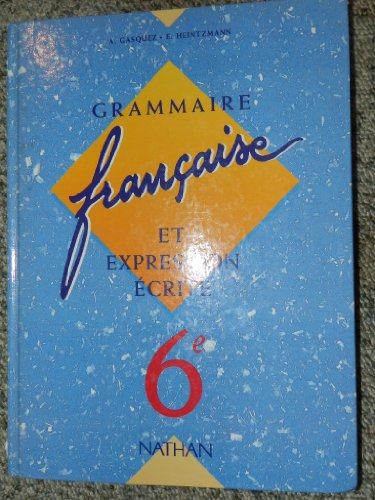 A. GASQUEZ - E. HEINTZMANN
GRAMMAIRE
française
ET
EXPRESSION
ÉCRITE
6e
NATHAN